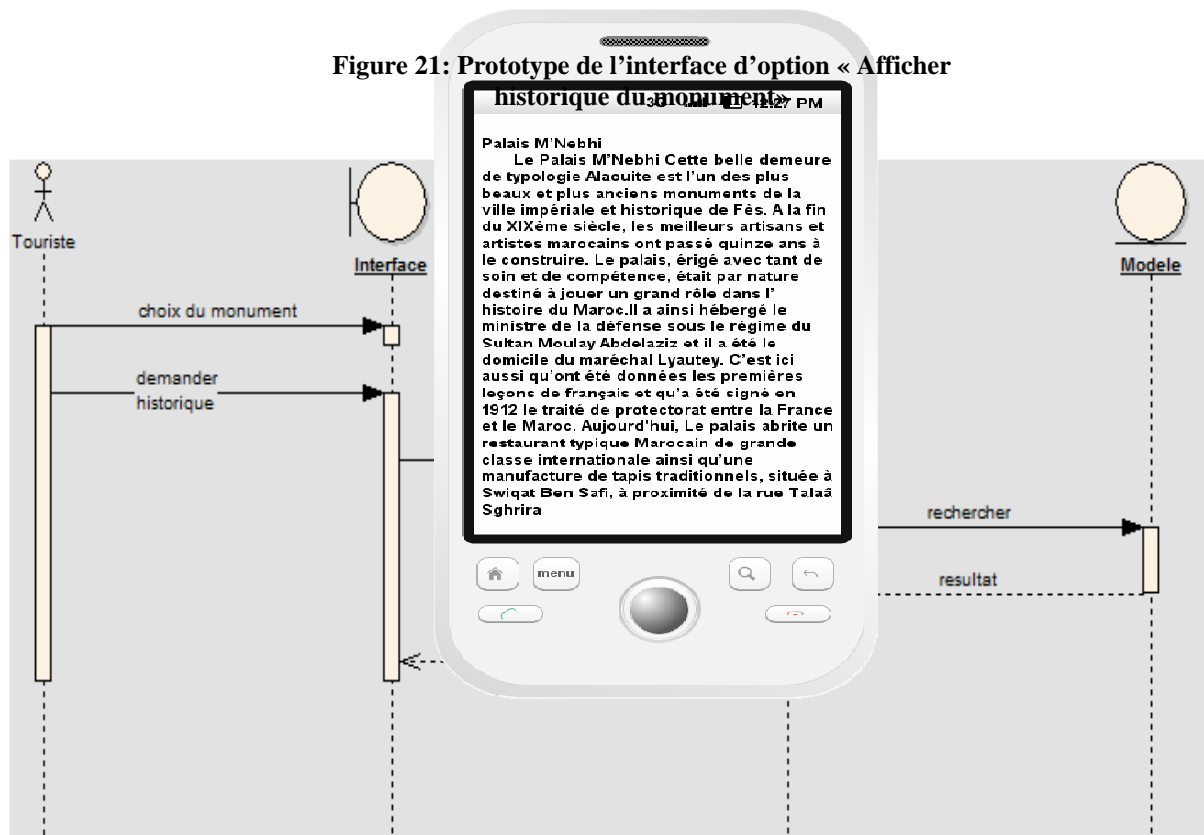 Figure 21: Prototype de l'interface d'option « Afficher
historique du monument»
3G 12:27 PM
Palais M'Nebhi
Le Palais M'Nebhi Cette belle demeure
de typologie Alaouite est l'un des plus
beaux et plus anciens monuments de la
ville impériale et historique de Fès. A la fin
du XIXéme siècle, les meilleurs artisans et
artistes marocains ont passé quinze ans à
le construire. Le palais, érigé avec tant de
soin et de compétence, était par nature
destiné à jouer un grand rôle dans l'
histoire du Maroc.Il a ainsi hébergé le
ministre de la défense sous le règime du
Sultan Moulay Abdelaziz et il a été le
domicile du maréchal Lyautey. C'est ici
aussi qu'ont été données les premières
leçons de français et qu'a été signé en
1912 le traité de protectorat entre la France
et le Maroc. Aujourd'hui, Le palais abrite un
restaurant typique Marocain de grande
classe internationale ainsi qu'une
manufacture de tapis traditionnels, située à
Swiqat Ben Safi, à proximité de la rue Talaâ
Sghrira
menu
Touriste
Interface
Modele
choix du monument
demander
historique
rechercher
resultat